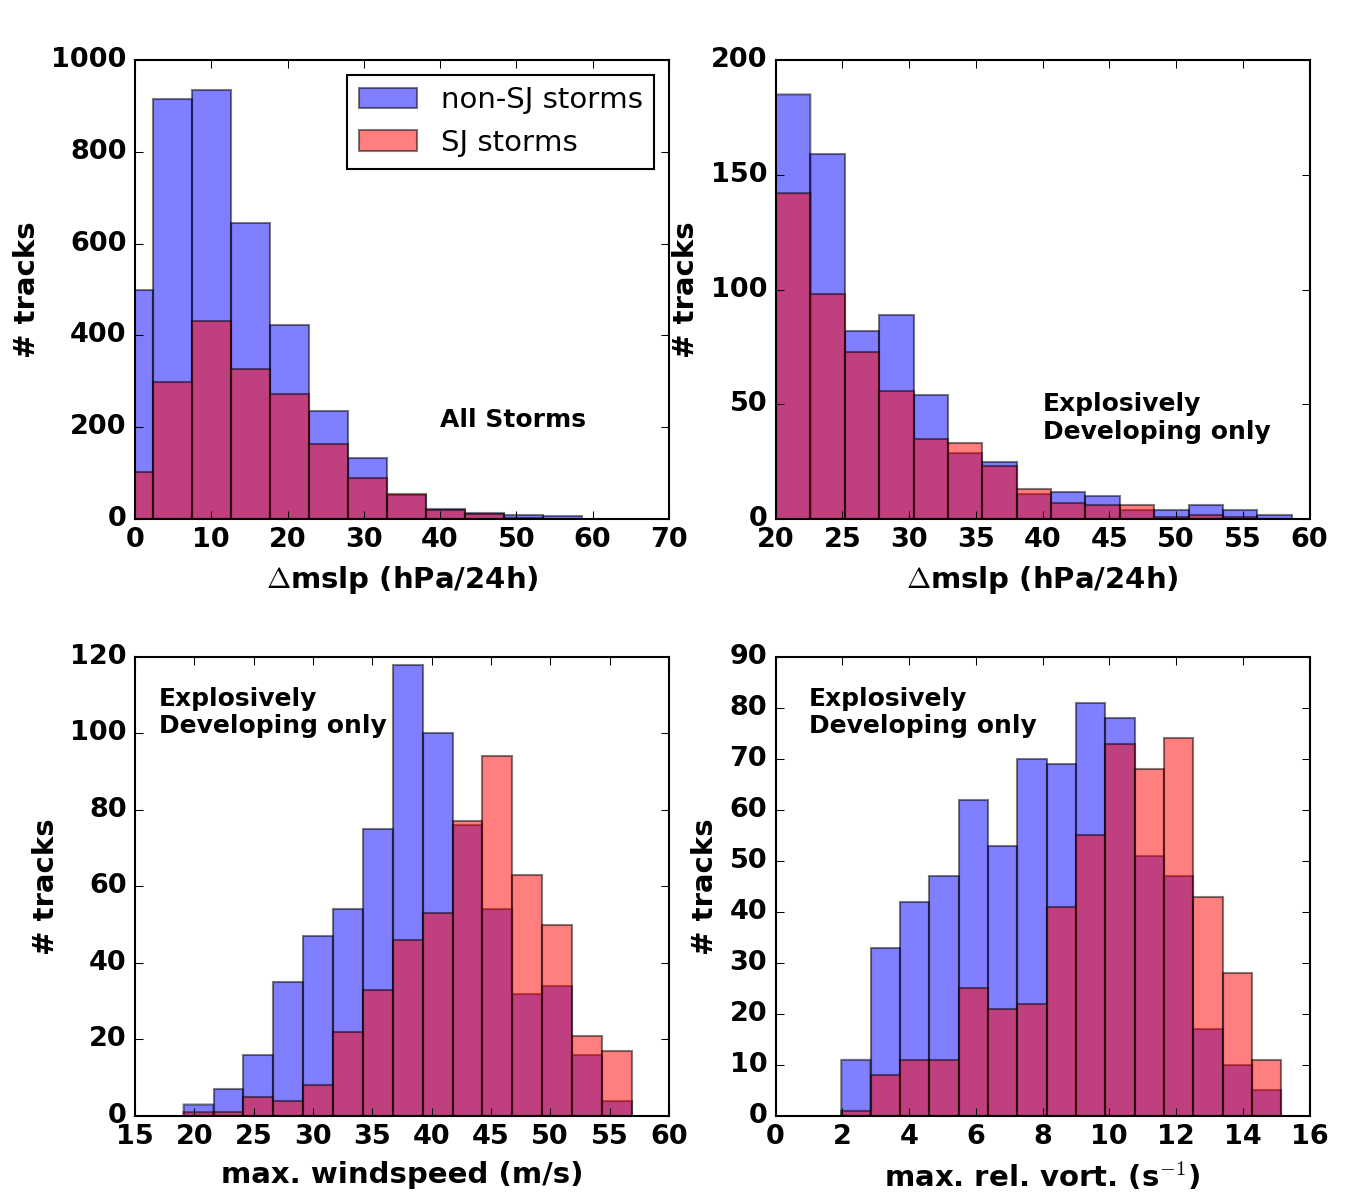 1000
800
600
400
200
0
# tracks
non-SJ storms
SJ storms
All Storms
0 10 20 30 40 50 60 70
Δmslp (hPa/24h)
200
150
100
50
0
# tracks
Explosively
Developing only
20 25 30 35 40 45 50 55 60
Δmslp (hPa/24h)
120
100
80
60
40
20
0
# tracks
Explosively
Developing only
15 20 25 30 35 40 45 50 55 60
max. windspeed (m/s)
90
80
70
60
50
40
30
20
10
0
# tracks
Explosively
Developing only
0 2 4 6 8 10 12 14 16
max. rel. vort. (s⁻¹)